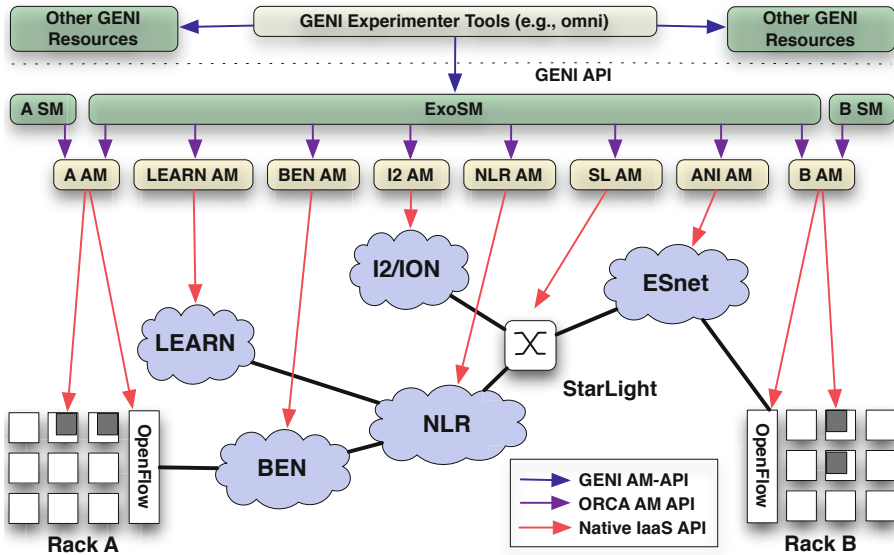 Other GENI
Resources
GENI Experimenter Tools (e.g., omni)
Other GENI
Resources
GENI API
A SM
ExoSM
B SM
A AM
LEARN AM
BEN AM
I2 AM
NLR AM
SL AM
ANI AM
B AM
I2/ION
ESnet
LEARN
StarLight
NLR
BEN
OpenFlow
OpenFlow
GENI AM-API
ORCA AM API
Native IaaS API
Rack A
Rack B